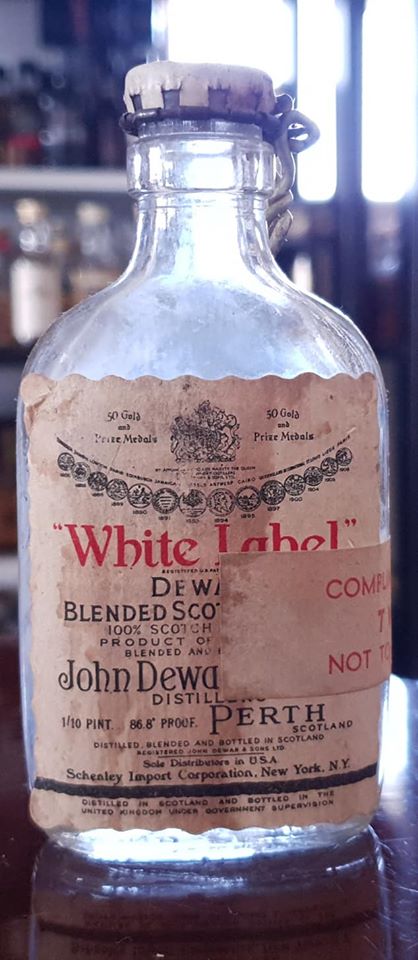 50 Gold
and
Prize Medals
50 Gold
and
Prize Medals
"White Label"
DEWA
BLENDED SCOT
100% SCOTCH
PRODUCT OF
BLENDED AND
John Dewa
DISTILLERS
1/10 PINT. 86.8° PROOF. PERTH
SCOTLAND
DISTILLED, BLENDED AND BOTTLED IN SCOTLAND
REGISTERED JOHN DEWAR & SONS LTD
Sole Distributors in U.S.A
Schenley Import Corporation, New York, N.Y.
DISTILLED IN SCOTLAND AND BOTTLED IN THE
UNITED KINGDOM UNDER GOVERNMENT SUPERVISION
COMPL
T
NOT TO